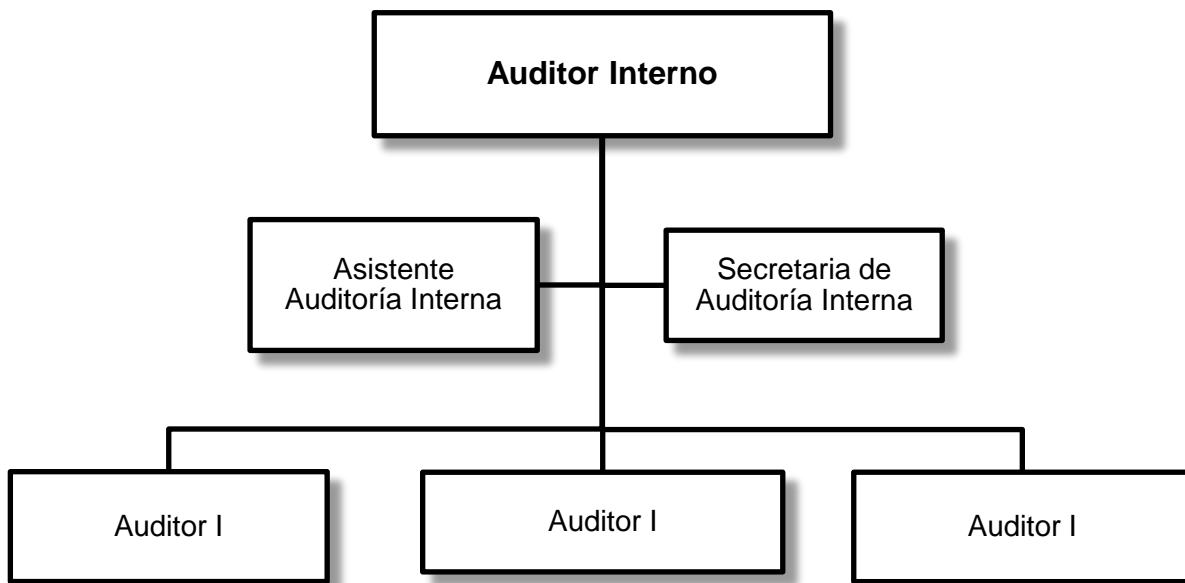 Auditor Interno
Asistente
Auditoría Interna
Secretaria de
Auditoría Interna
Auditor I
Auditor I
Auditor I